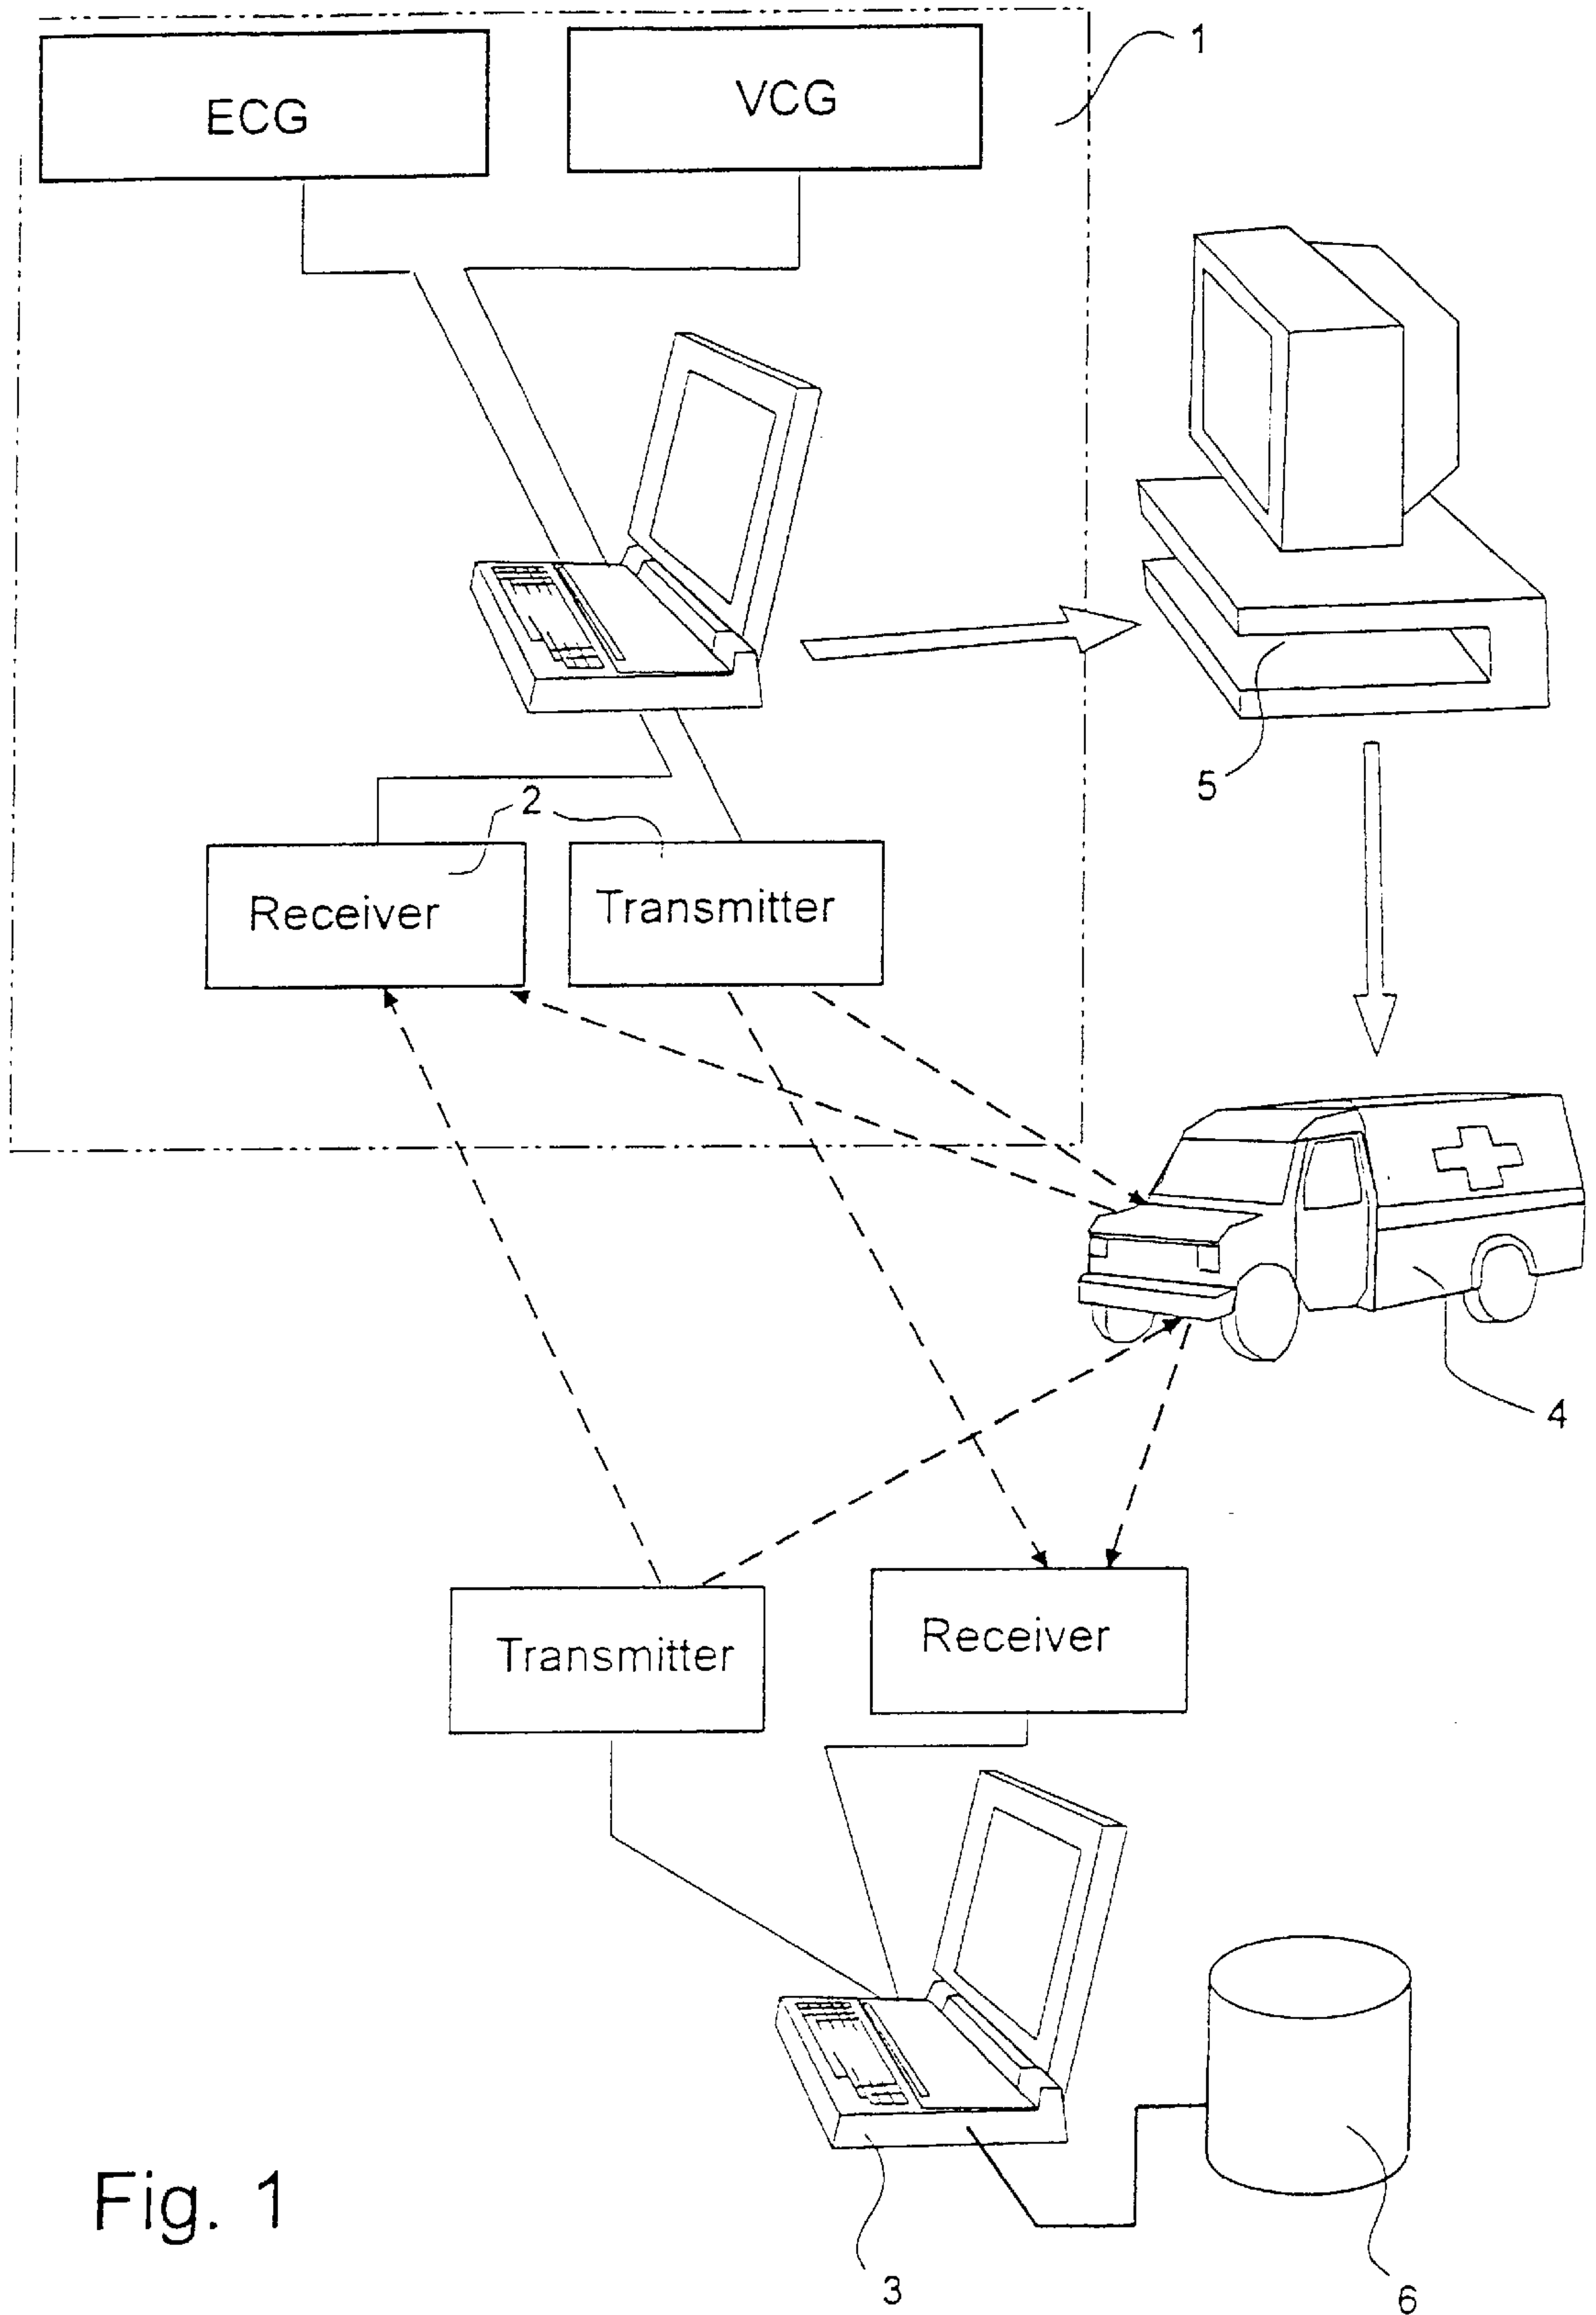 1
ECG
VCG
5
2
Receiver
Transmitter
4
Transmitter
Receiver
Fig. 1
3
6